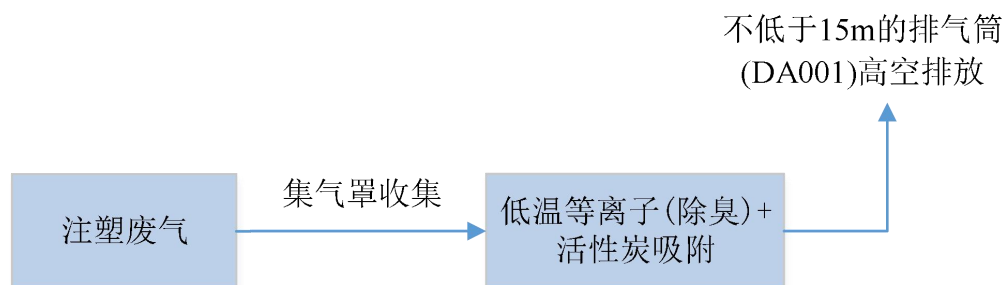 不低于15m的排气筒
(DA001)高空排放
集气罩收集
注塑废气
低温等离子(除臭)+
活性炭吸附